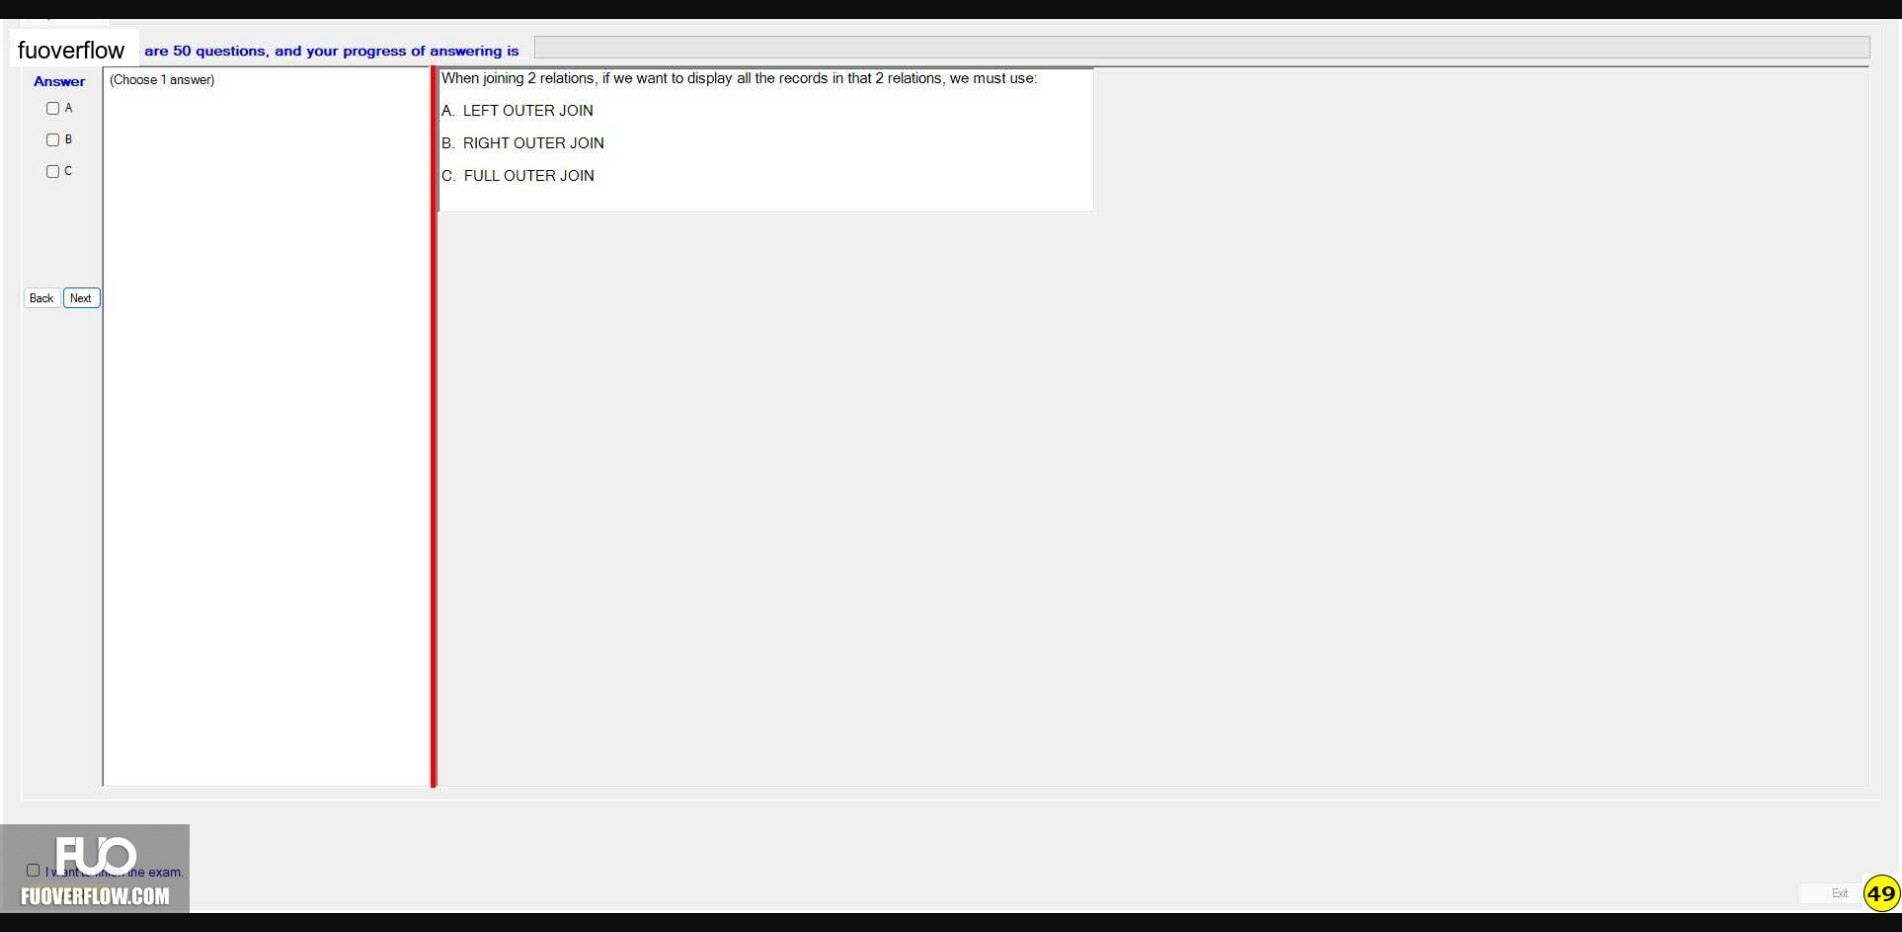 fuoverflow are 50 questions, and your progress of answering is
Answer
(Choose 1 answer)
A
B
C
Back Next
When joining 2 relations, if we want to display all the records in that 2 relations, we must use:
A. LEFT OUTER JOIN
B. RIGHT OUTER JOIN
C. FULL OUTER JOIN
FUO
the exam.
FUOVERFLOW.COM
Exit
49